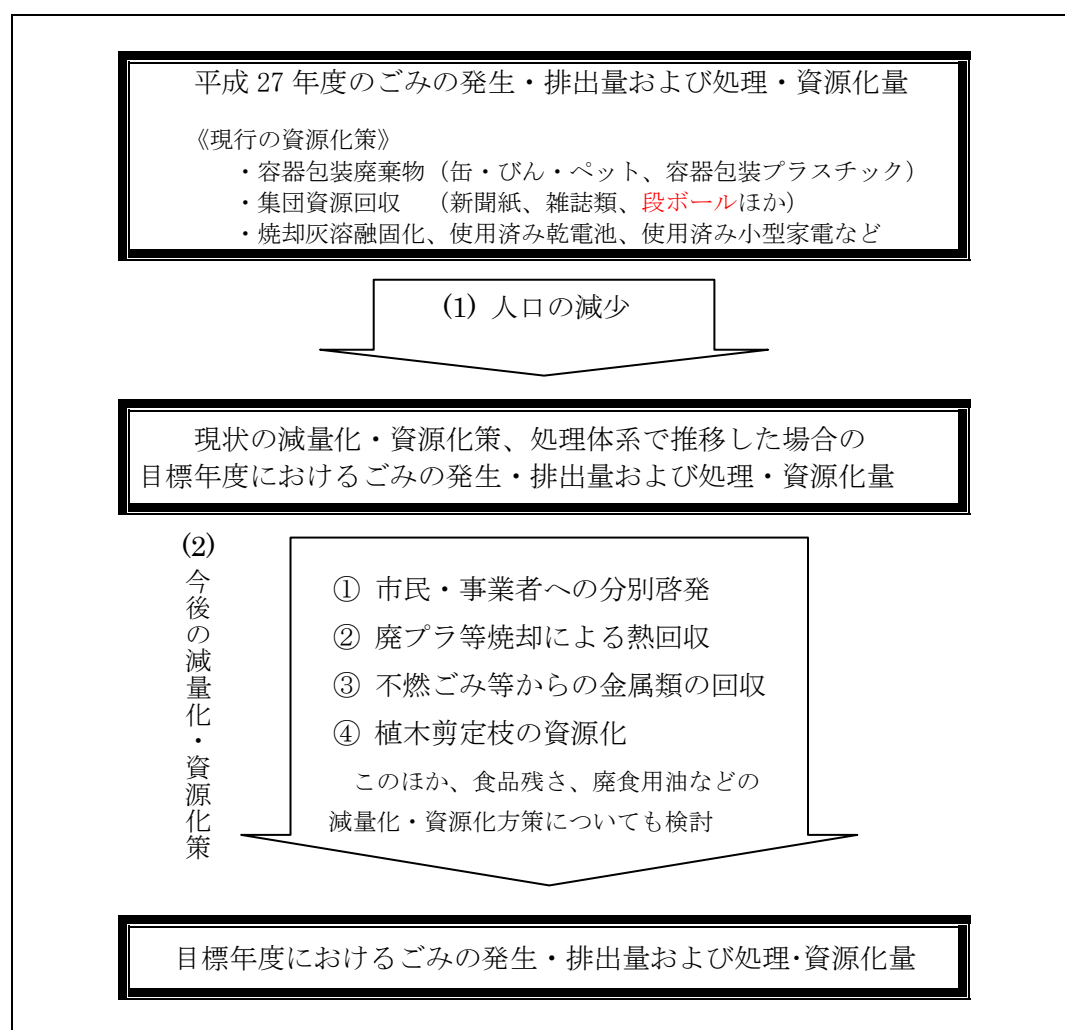 平成 27 年度のごみの発生・排出量および処理・資源化量
《現行の資源化策》
・容器包装廃棄物（缶・びん・ペット、容器包装プラスチック）
・集団資源回収　（新聞紙、雑誌類、段ボールほか）
・焼却灰溶融固化、使用済み乾電池、使用済み小型家電など
(1) 人口の減少
現状の減量化・資源化策、処理体系で推移した場合の
目標年度におけるごみの発生・排出量および処理・資源化量
(2)
今後の減量化・資源化策
① 市民・事業者への分別啓発
② 廃プラ等焼却による熱回収
③ 不燃ごみ等からの金属類の回収
④ 植木剪定枝の資源化
このほか、食品残さ、廃食用油などの
減量化・資源化方策についても検討
目標年度におけるごみの発生・排出量および処理･資源化量